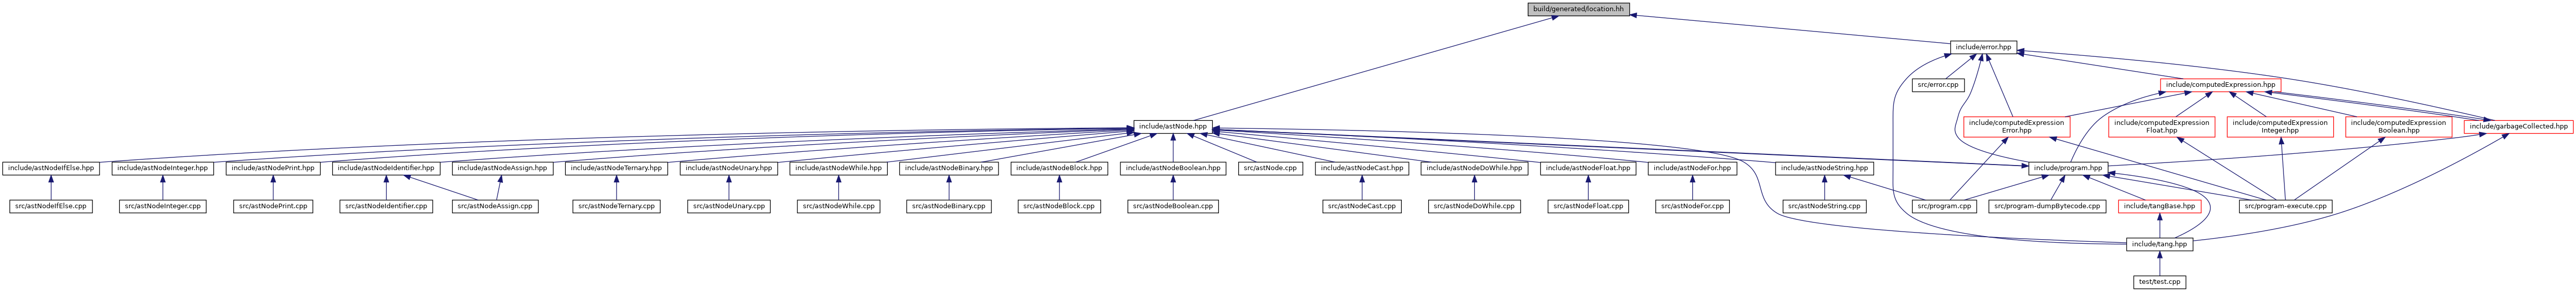 build/generated/location.hh
include/error.hpp
src/error.cpp
include/computedExpression.hpp
include/astNode.hpp
include/computedExpression
Error.hpp
include/computedExpression
Float.hpp
include/computedExpression
Integer.hpp
include/computedExpression
Boolean.hpp
include/garbageCollected.hpp
include/astNodeIfElse.hpp
include/astNodeInteger.hpp
include/astNodePrint.hpp
include/astNodeIdentifier.hpp
include/astNodeAssign.hpp
include/astNodeTernary.hpp
include/astNodeUnary.hpp
include/astNodeWhile.hpp
include/astNodeBinary.hpp
include/astNodeBlock.hpp
include/astNodeBoolean.hpp
src/astNode.cpp
include/astNodeCast.hpp
include/astNodeDoWhile.hpp
include/astNodeFloat.hpp
include/astNodeFor.hpp
include/astNodeString.hpp
include/program.hpp
src/astNodeIfElse.cpp
src/astNodeInteger.cpp
src/astNodePrint.cpp
src/astNodeIdentifier.cpp
src/astNodeAssign.cpp
src/astNodeTernary.cpp
src/astNodeUnary.cpp
src/astNodeWhile.cpp
src/astNodeBinary.cpp
src/astNodeBlock.cpp
src/astNodeBoolean.cpp
src/astNodeCast.cpp
src/astNodeDoWhile.cpp
src/astNodeFloat.cpp
src/astNodeFor.cpp
src/astNodeString.cpp
src/program.cpp
src/program-dumpBytecode.cpp
include/tangBase.hpp
src/program-execute.cpp
include/tang.hpp
test/test.cpp